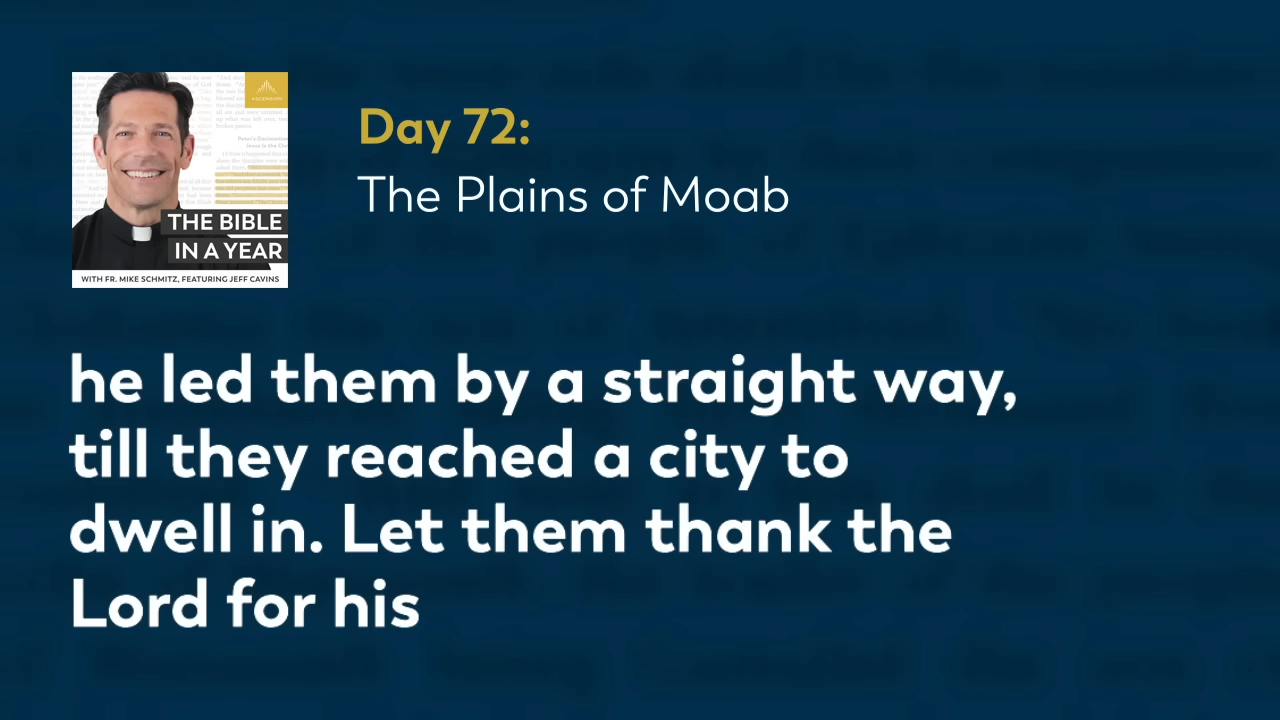 ASCENSION
THE BIBLE
IN A YEAR
WITH FR. MIKE SCHMITZ, FEATURING JEFF CAVINS
Day 72:
The Plains of Moab
he led them by a straight way,
till they reached a city to
dwell in. Let them thank the
Lord for his